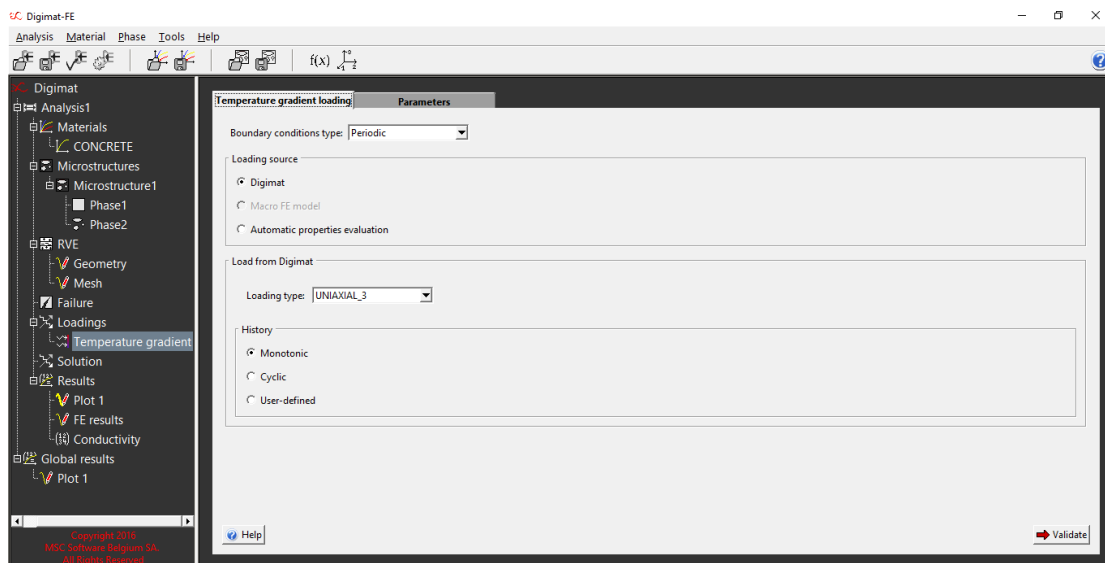 Digimat-FE
Analysis Material Phase Tools Help
f(x)
Digimat
Analysis1
Materials
CONCRETE
Microstructures
Microstructure1
Phase1
Phase2
RVE
Geometry
Mesh
Failure
Loadings
Temperature gradient
Solution
Results
Plot 1
FE results
Conductivity
Global results
Plot 1
Copyright 2016
MSC Software Belgium SA.
All Rights Reserved
Temperature gradient loading Parameters
Boundary conditions type: Periodic
Loading source
Digimat
Macro FE model
Automatic properties evaluation
Load from Digimat
Loading type: UNIAXIAL_3
History
Monotonic
Cyclic
User-defined
Help
Validate